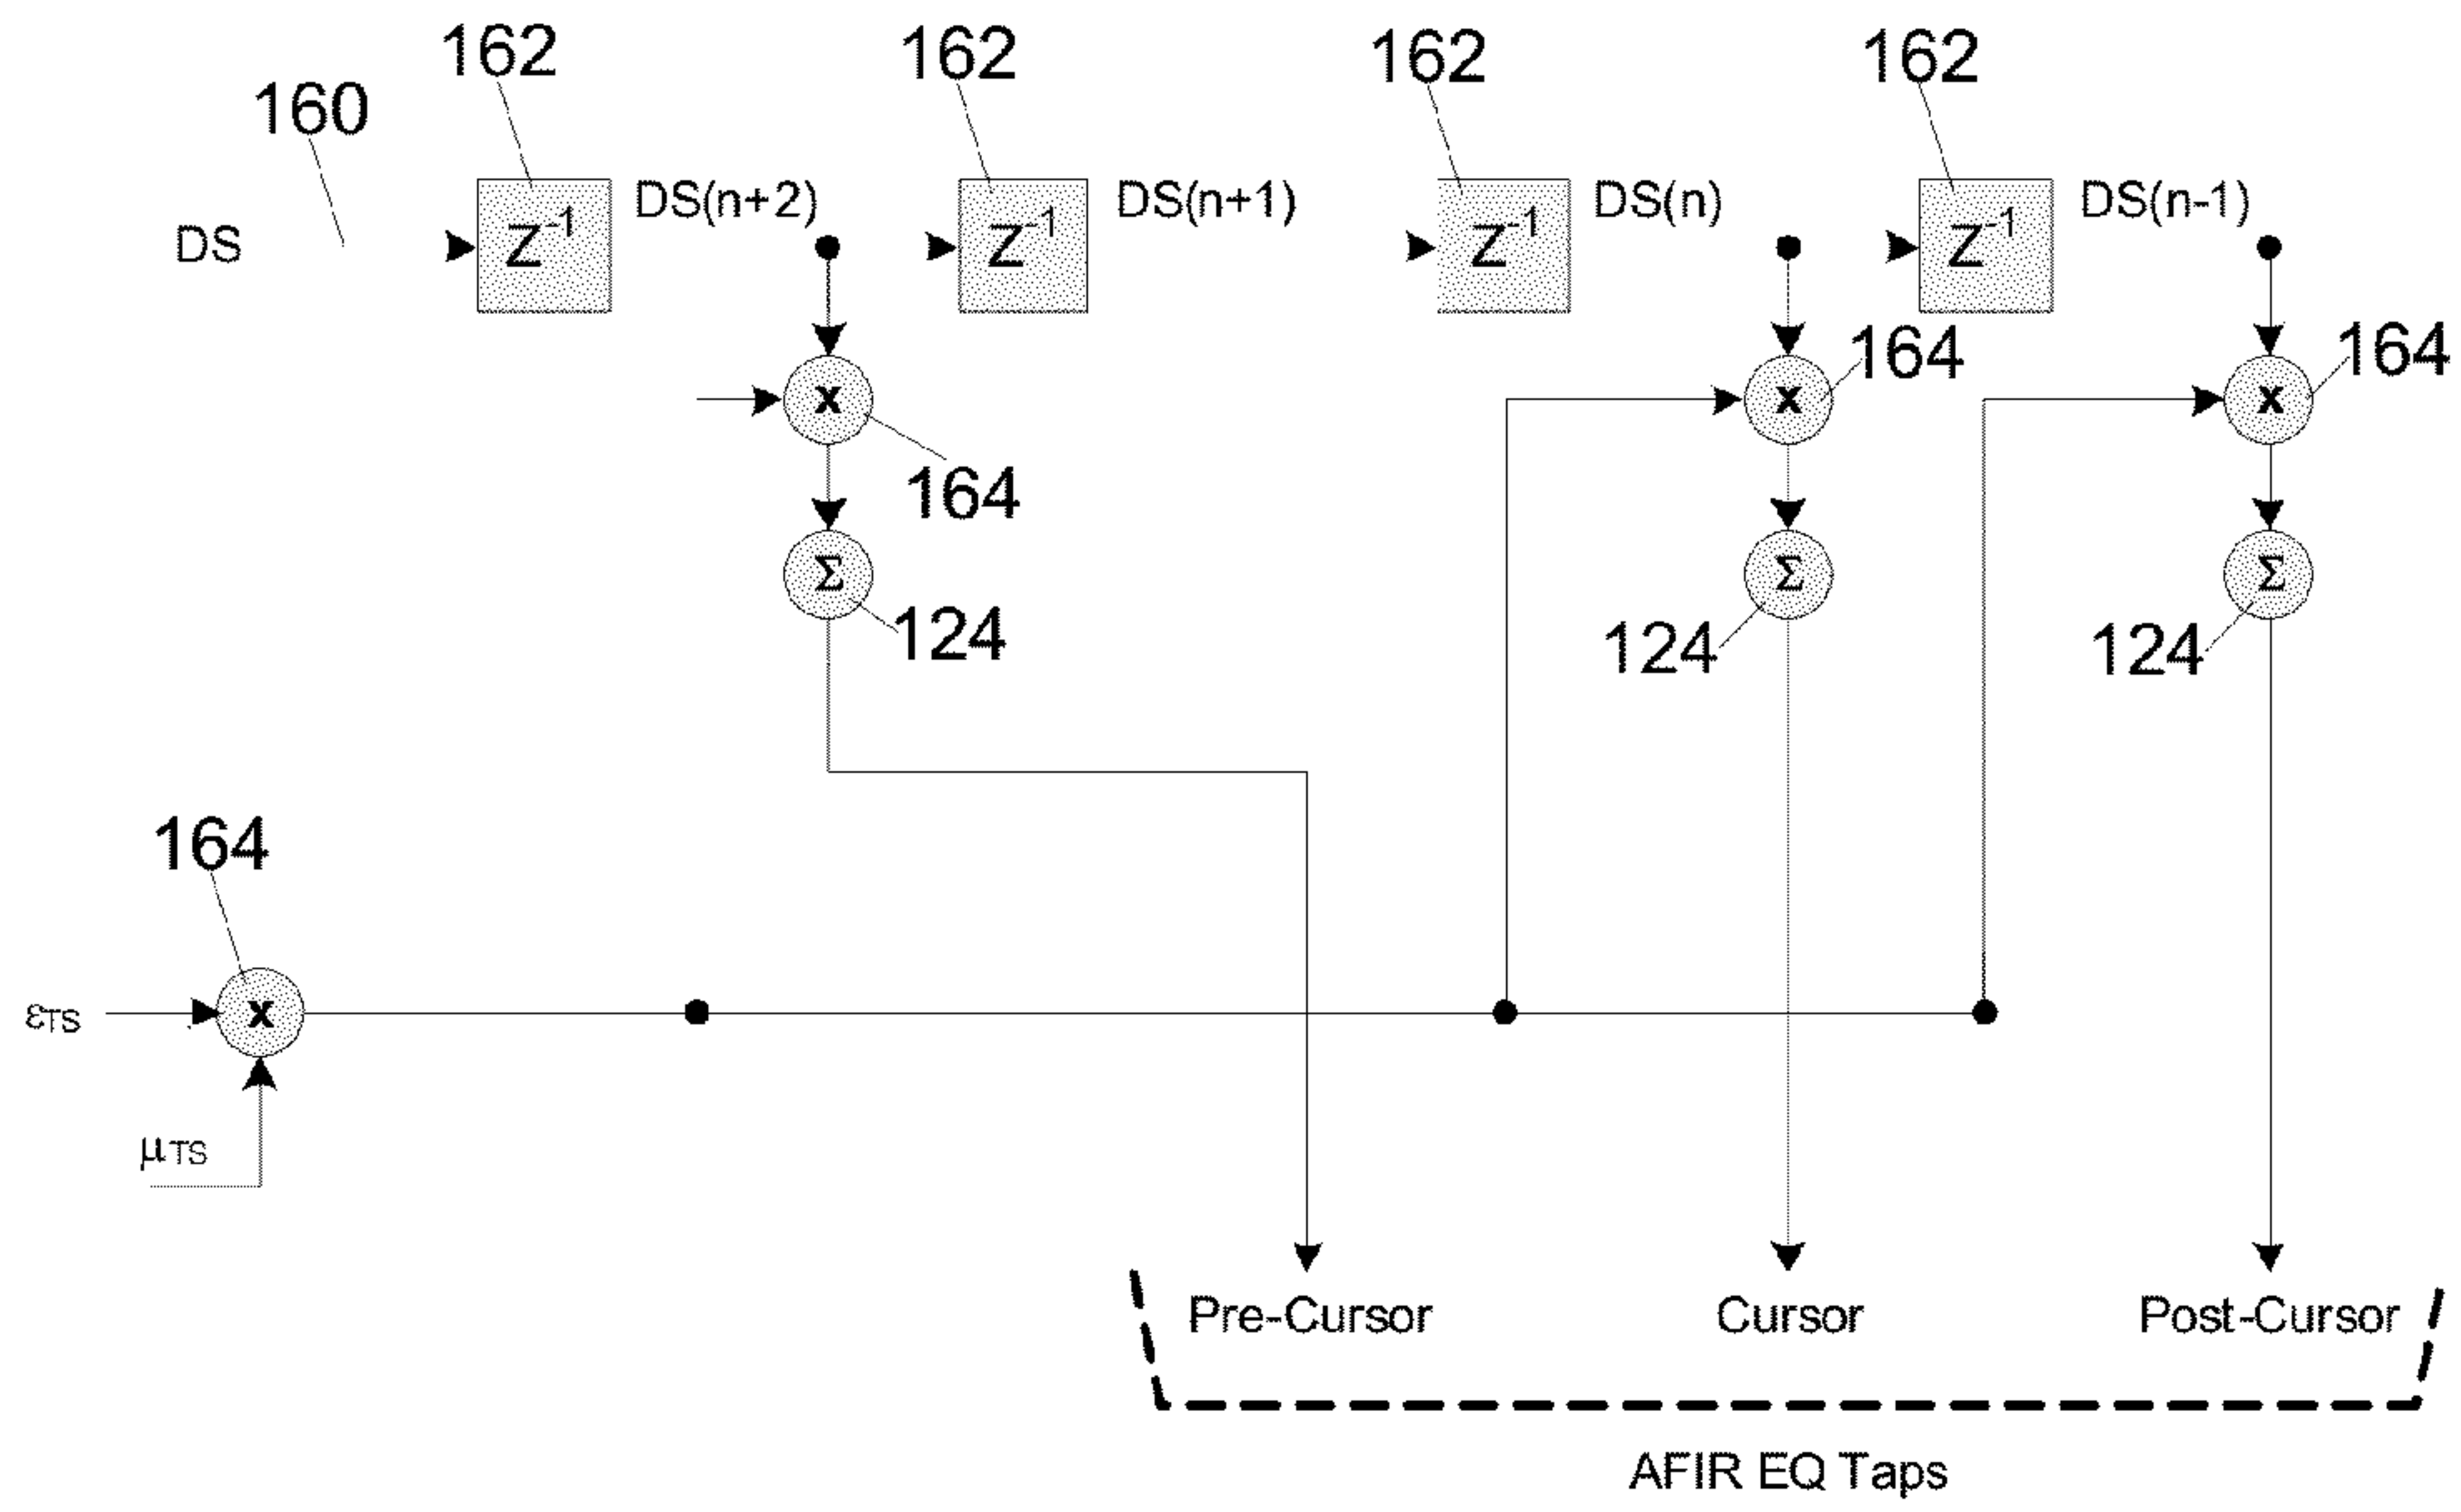 162 162 162 162
160
DS(n+2) DS(n+1) DS(n) DS(n-1)
DS Z⁻¹ Z⁻¹ Z⁻¹ Z⁻¹
164 164
x x x
164
Σ Σ Σ
124 124 124
164
εTS x
μTS
Pre-Cursor Cursor Post-Cursor
AFIR EQ Taps